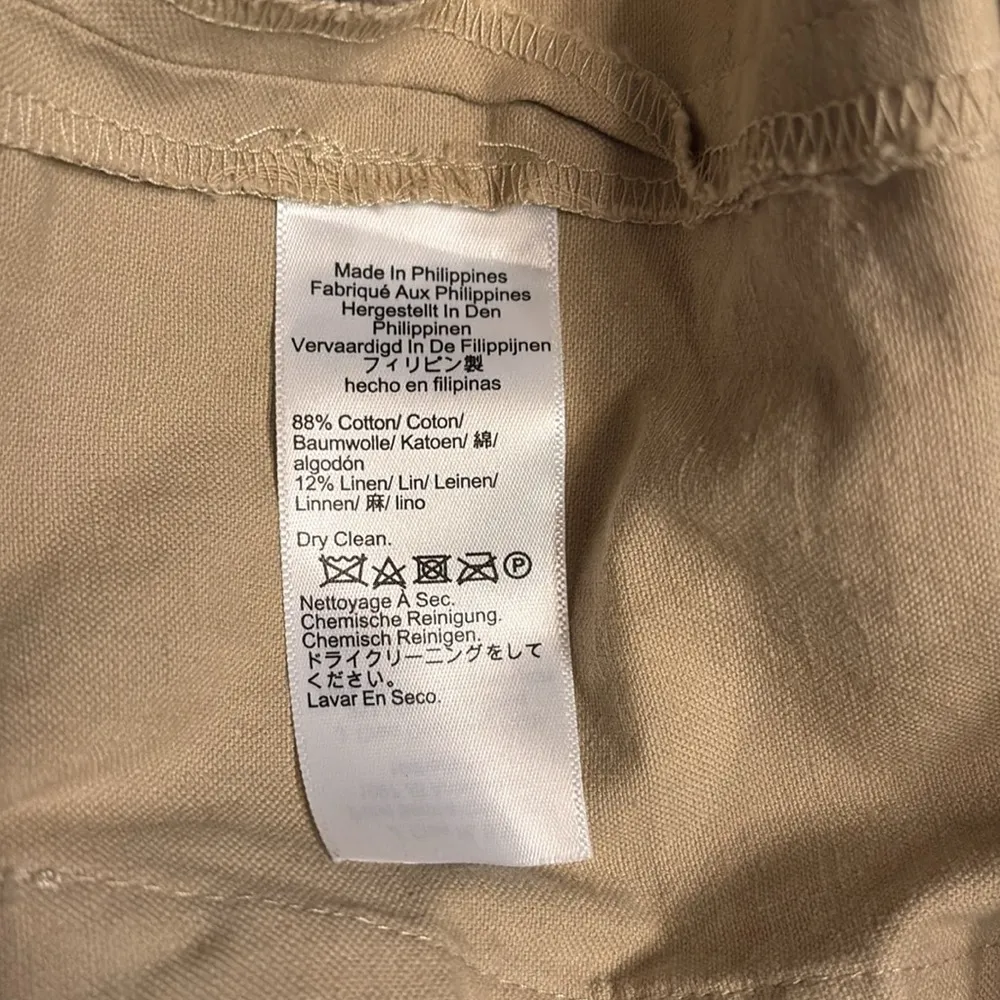 Made In Philippines
Fabriqué Aux Philippines
Hergestellt In Den
Philippinen
Vervaardigd In De Filippijnen
フィリピン製
hecho en filipinas
88% Cotton/ Coton/
Baumwolle/ Katoen/ 綿/
algodón
12% Linen/ Lin/ Leinen/
Linnen/ 麻/ lino
Dry Clean.
P
Nettoyage À Sec.
Chemische Reinigung.
Chemisch Reinigen.
ドライクリーニングをして
ください。
Lavar En Seco.